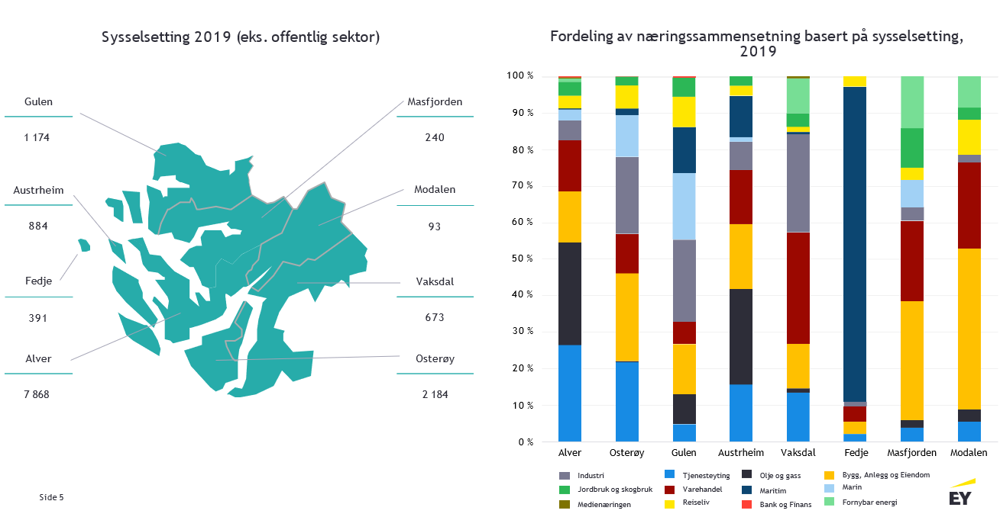 Sysselsetting 2019 (eks. offentlig sektor)
Gulen
1 174
Austrheim
884
Fedje
391
Alver
7 868
Masfjorden
240
Modalen
93
Vaksdal
673
Osterøy
2 184
Side 5
Fordeling av næringssammensetning basert på sysselsetting,
2019
100 %
90 %
80 %
70 %
60 %
50 %
40 %
30 %
20 %
10 %
0 %
Alver Osterøy Gulen Austrheim Vaksdal Fedje Masfjorden Modalen
Industri Tjenesteyting Olje og gass Bygg, Anlegg og Eiendom
Jordbruk og skogbruk Varehandel Maritim Marin
Medienæringen Reiseliv Bank og Finans Fornybar energi
EY